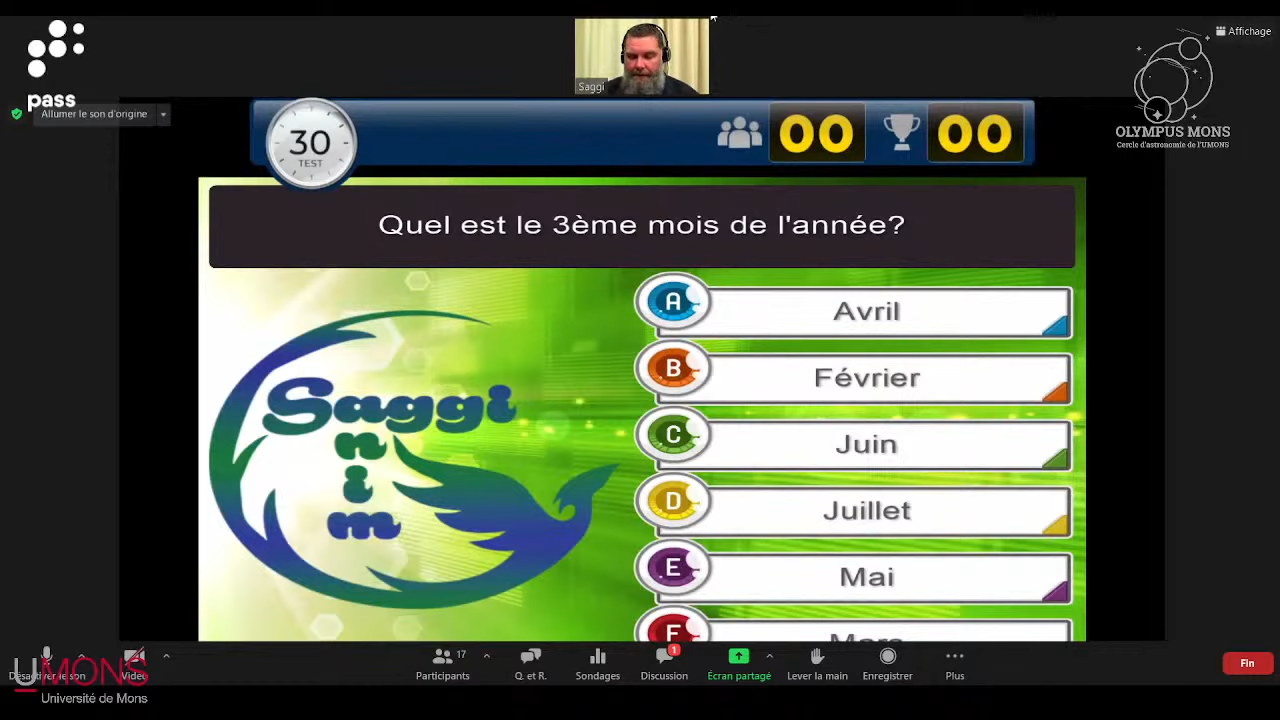 pass
Allumer le son d'origine
Saggi
Affichage
OLYMPUS MONS
Cercle d'astronomie de l'UMONS
30
TEST
00
00
Quel est le 3ème mois de l'année?
A
Avril
B
Février
C
Juin
D
Juillet
E
Mai
F
Mars
Saggi
n
i
m
17
1
Participants
Q. et R.
Sondages
Discussion
Écran partagé
Lever la main
Enregistrer
Plus
Fin
UMONS
Université de Mons